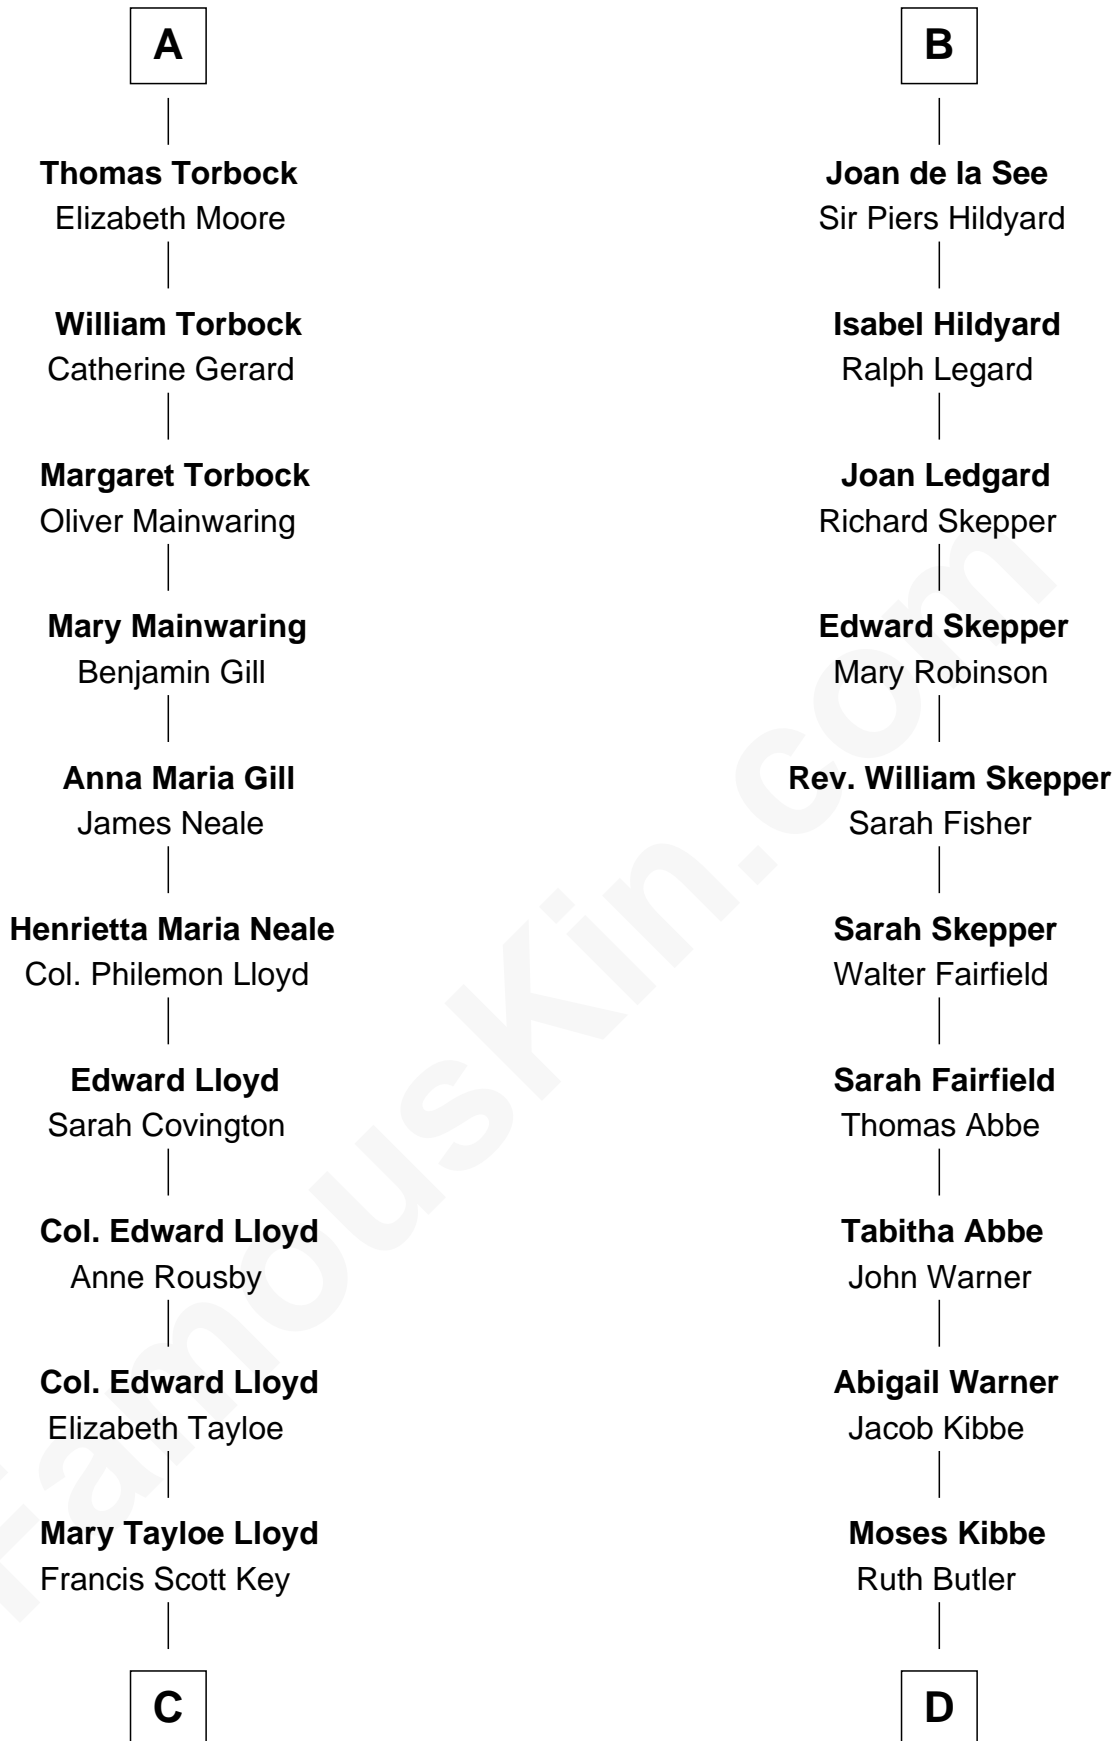 A
Thomas Torbock
Elizabeth Moore
William Torbock
Catherine Gerard
Margaret Torbock
Oliver Mainwaring
Mary Mainwaring
Benjamin Gill
Anna Maria Gill
James Neale
Henrietta Maria Neale
Col. Philemon Lloyd
Edward Lloyd
Sarah Covington
Col. Edward Lloyd
Anne Rousby
Col. Edward Lloyd
Elizabeth Tayloe
Mary Tayloe Lloyd
Francis Scott Key
C
B
Joan de la See
Sir Piers Hildyard
Isabel Hildyard
Ralph Legard
Joan Ledgard
Richard Skepper
Edward Skepper
Mary Robinson
Rev. William Skepper
Sarah Fisher
Sarah Skepper
Walter Fairfield
Sarah Fairfield
Thomas Abbe
Tabitha Abbe
John Warner
Abigail Warner
Jacob Kibbe
Moses Kibbe
Ruth Butler
D
FamousKin.com